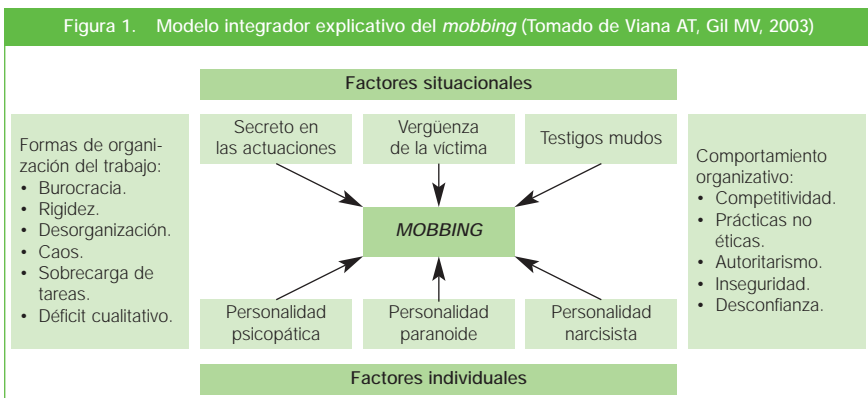 Figura 1. Modelo integrador explicativo del mobbing (Tomado de Viana AT, Gil MV, 2003)
Factores situacionales
Formas de organi-
zación del trabajo:
• Burocracia.
• Rigidez.
• Desorganización.
• Caos.
• Sobrecarga de
tareas.
• Déficit cualitativo.
Secreto en
las actuaciones
Vergüenza
de la víctima
Testigos mudos
MOBBING
Personalidad
psicopática
Personalidad
paranoide
Personalidad
narcisista
Comportamiento
organizativo:
• Competitividad.
• Prácticas no
éticas.
• Autoritarismo.
• Inseguridad.
• Desconfianza.
Factores individuales